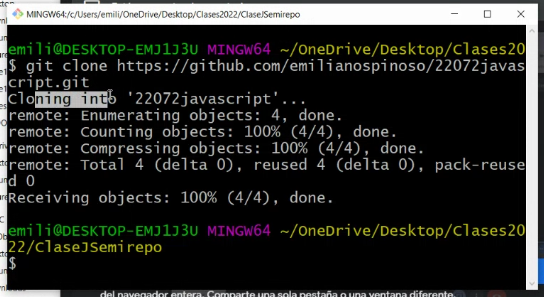 MINGW64:/c/Users/emili/OneDrive/Desktop/Clases2022/ClaseJSemirepo
emili@DESKTOP-EMJ1J3U MINGW64 ~/OneDrive/Desktop/Clases20
$ git clone https://github.com/emilianospinoso/22072javas
cript.git
Cloning into '22072javascript'...
remote: Enumerating objects: 4, done.
remote: Counting objects: 100% (4/4), done.
remote: Compressing objects: 100% (4/4), done.
remote: Total 4 (delta 0), reused 4 (delta 0), pack-reuse
d 0
Receiving objects: 100% (4/4), done.
emili@DESKTOP-EMJ1J3U MINGW64 ~/OneDrive/Desktop/Clases20
22/ClaseJSemirepo
$
del navegador entera. Comparte una sola pestaña o una ventana diferente.